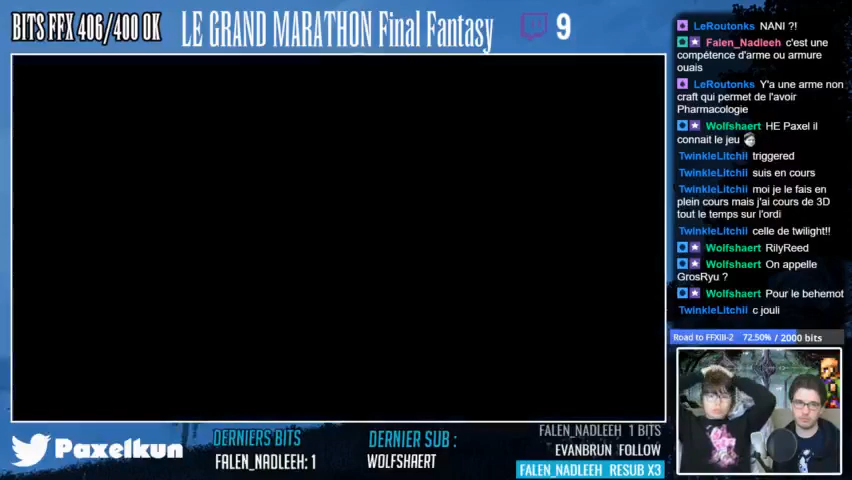 BITS FFX 406/400 OK
LE GRAND MARATHON Final Fantasy
9
LeRoutonks NANI ?!
Falen_Nadleeh c'est une
compétence d'arme ou armure
ouais
LeRoutonks Y'a une arme non
craft qui permet de l'avoir
Pharmacologie
Wolfshaert HE Paxel il
connait le jeu
TwinkleLitchii triggered
TwinkleLitchii suis en cours
TwinkleLitchii moi je le fais en
plein cours mais j'ai cours de 3D
tout le temps sur l'ordi
TwinkleLitchii celle de twilight!!
Wolfshaert RilyReed
Wolfshaert On appelle
GrosRyu ?
Wolfshaert Pour le behemot
TwinkleLitchii c jouli
Road to FFXIII-2 72.50% / 2000 bits
Paxelkun
DERNIERS BITS
FALEN_NADLEEH: 1
DERNIER SUB :
WOLFSHAERT
FALEN_NADLEEH 1 BITS
EVANBRUN FOLLOW
FALEN_NADLEEH RESUB X3